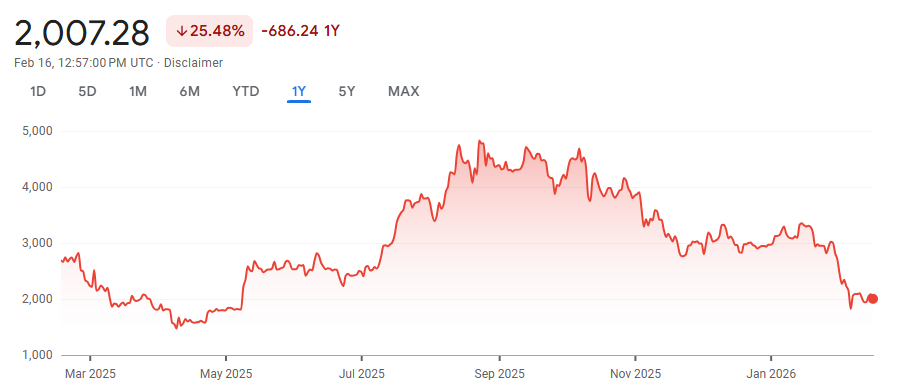 2,007.28 ↓25.48% -686.24 1Y
Feb 16, 12:57:00 PM UTC · Disclaimer
1D 5D 1M 6M YTD 1Y 5Y MAX
5,000
4,000
3,000
2,000
1,000
Mar 2025 May 2025 Jul 2025 Sep 2025 Nov 2025 Jan 2026